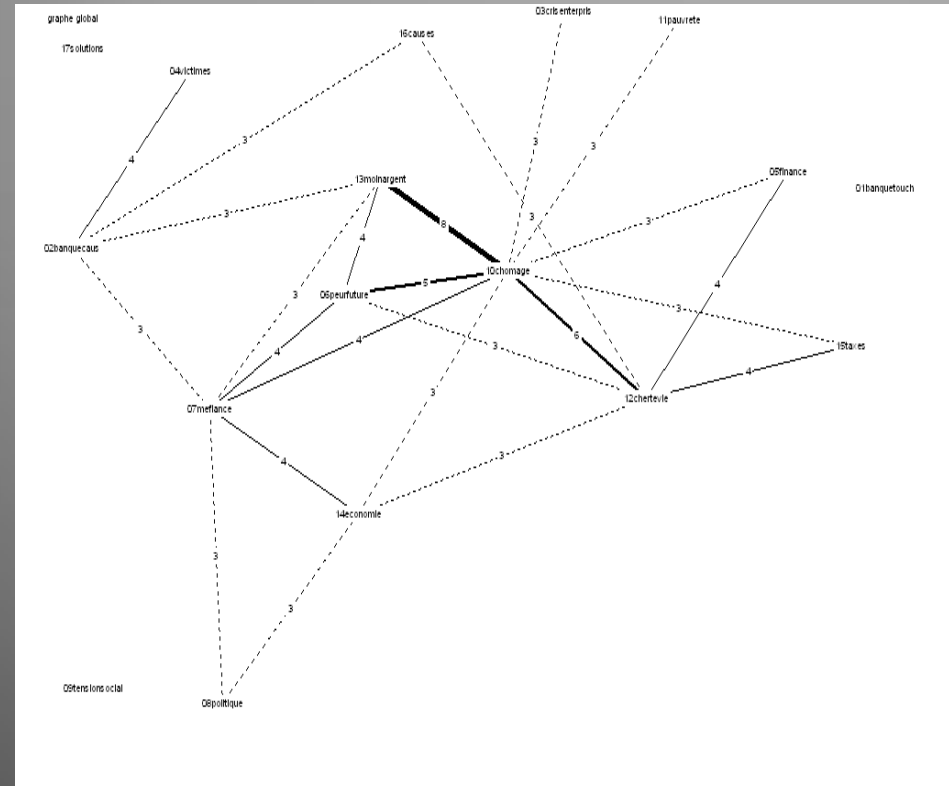 graphe global
03crisenterpris
11pauvrete
16causes
17solutions
04victimes
3
3
3
4
05finance
13moinargent
01banquetouch
3
3
3
8
4
02banquecaus
10chomage
5
4
3
06peurfuture
3
3
6
4
3
15taxes
4
4
3
12chertevie
07mefiance
3
4
14economie
3
3
09tensionsocial
08politique